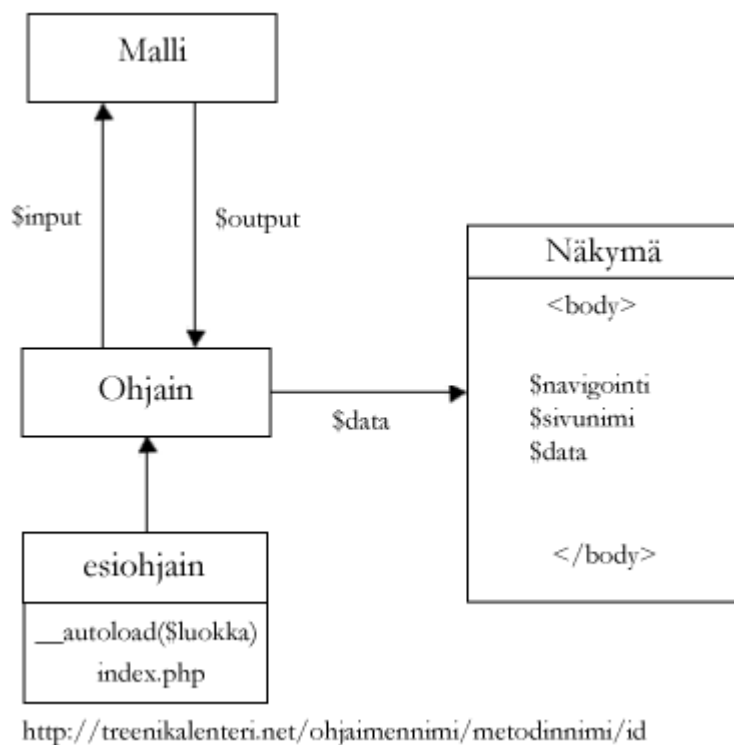 Malli
$input
$output
Näkymä
<body>
$navigointi
$sivunimi
$data
</body>
Ohjain
$data
esiohjain
__autoload($luokka)
index.php
http://treenikalenteri.net/ohjaimennimi/metodinnimi/id